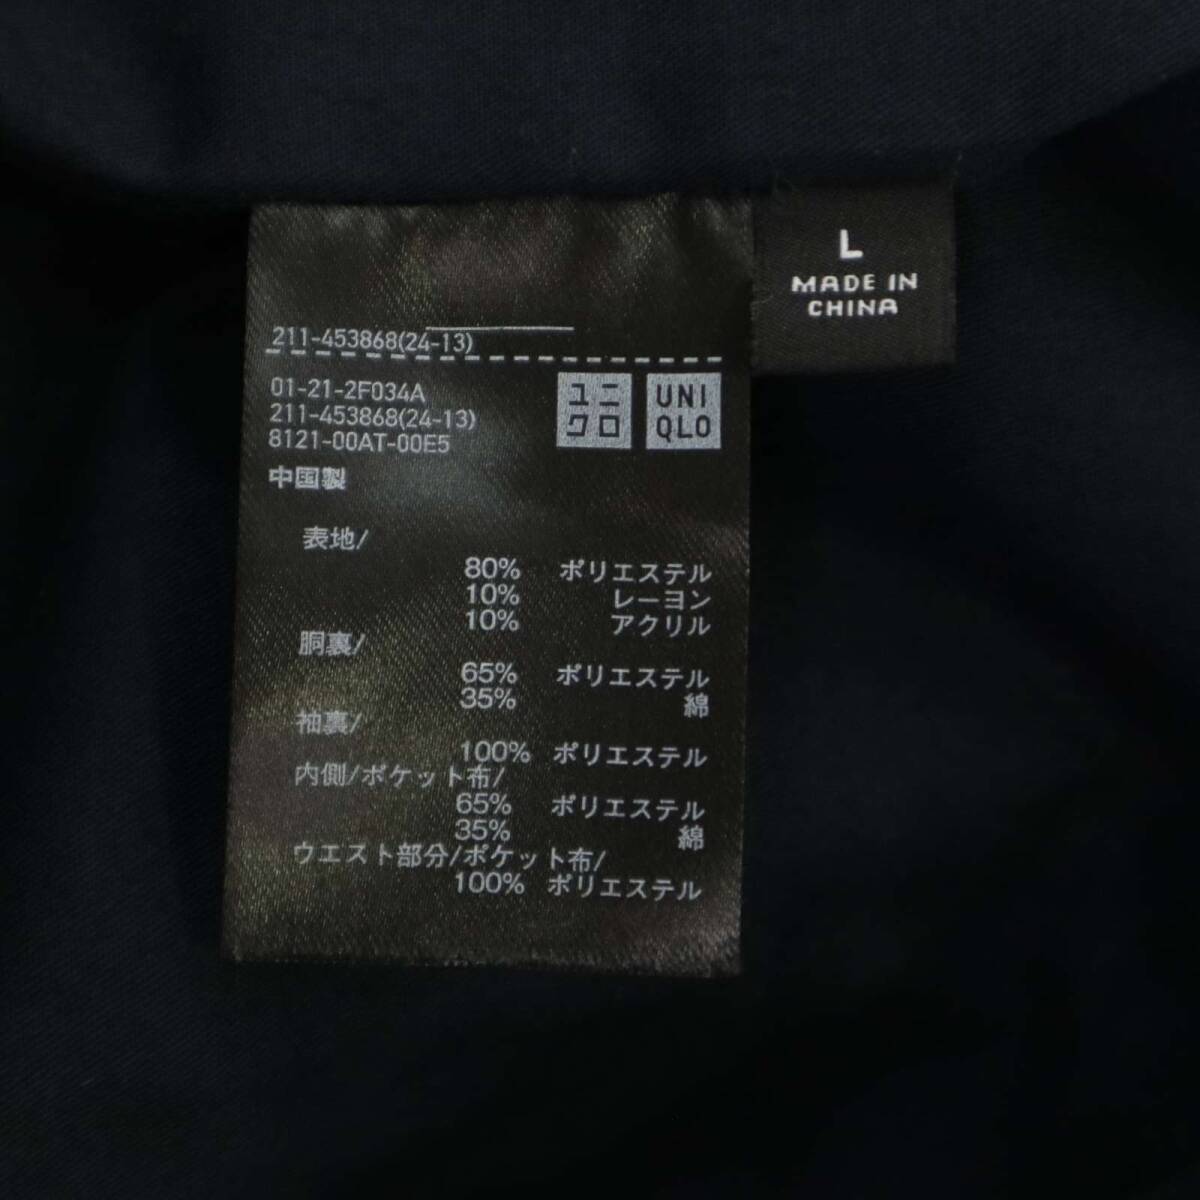 L
MADE IN
CHINA
211-453868(24-13)
01-21-2F034A
211-453868(24-13)
8121-00AT-00E5
ユニ
クロ
UNI
QLO
中国製
表地/
80% ポリエステル
10% レーヨン
10% アクリル
胴裏/
65% ポリエステル
35% 綿
袖裏/
100% ポリエステル
内側/ポケット布/
65% ポリエステル
35% 綿
ウエスト部分/ポケット布/
100% ポリエステル